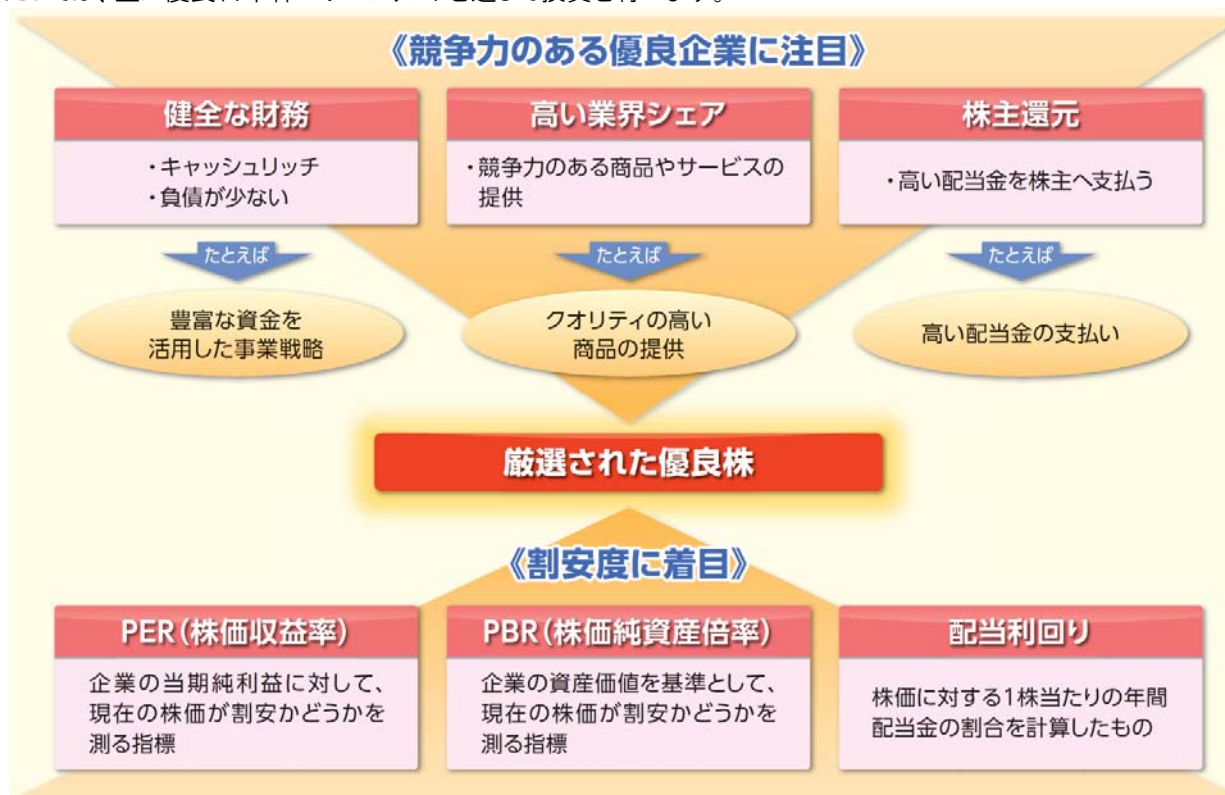 《競争力のある優良企業に注目》
健全な財務
・キャッシュリッチ
・負債が少ない
高い業界シェア
・競争力のある商品やサービスの
提供
株主還元
・高い配当金を株主へ支払う
たとえば
たとえば
たとえば
豊富な資金を
活用した事業戦略
クオリティの高い
商品の提供
高い配当金の支払い
厳選された優良株
《割安度に着目》
PER(株価収益率)
企業の当期純利益に対して、
現在の株価が割安かどうかを
測る指標
PBR(株価純資産倍率)
企業の資産価値を基準として、
現在の株価が割安かどうかを
測る指標
配当利回り
株価に対する1株当たりの年間
配当金の割合を計算したもの